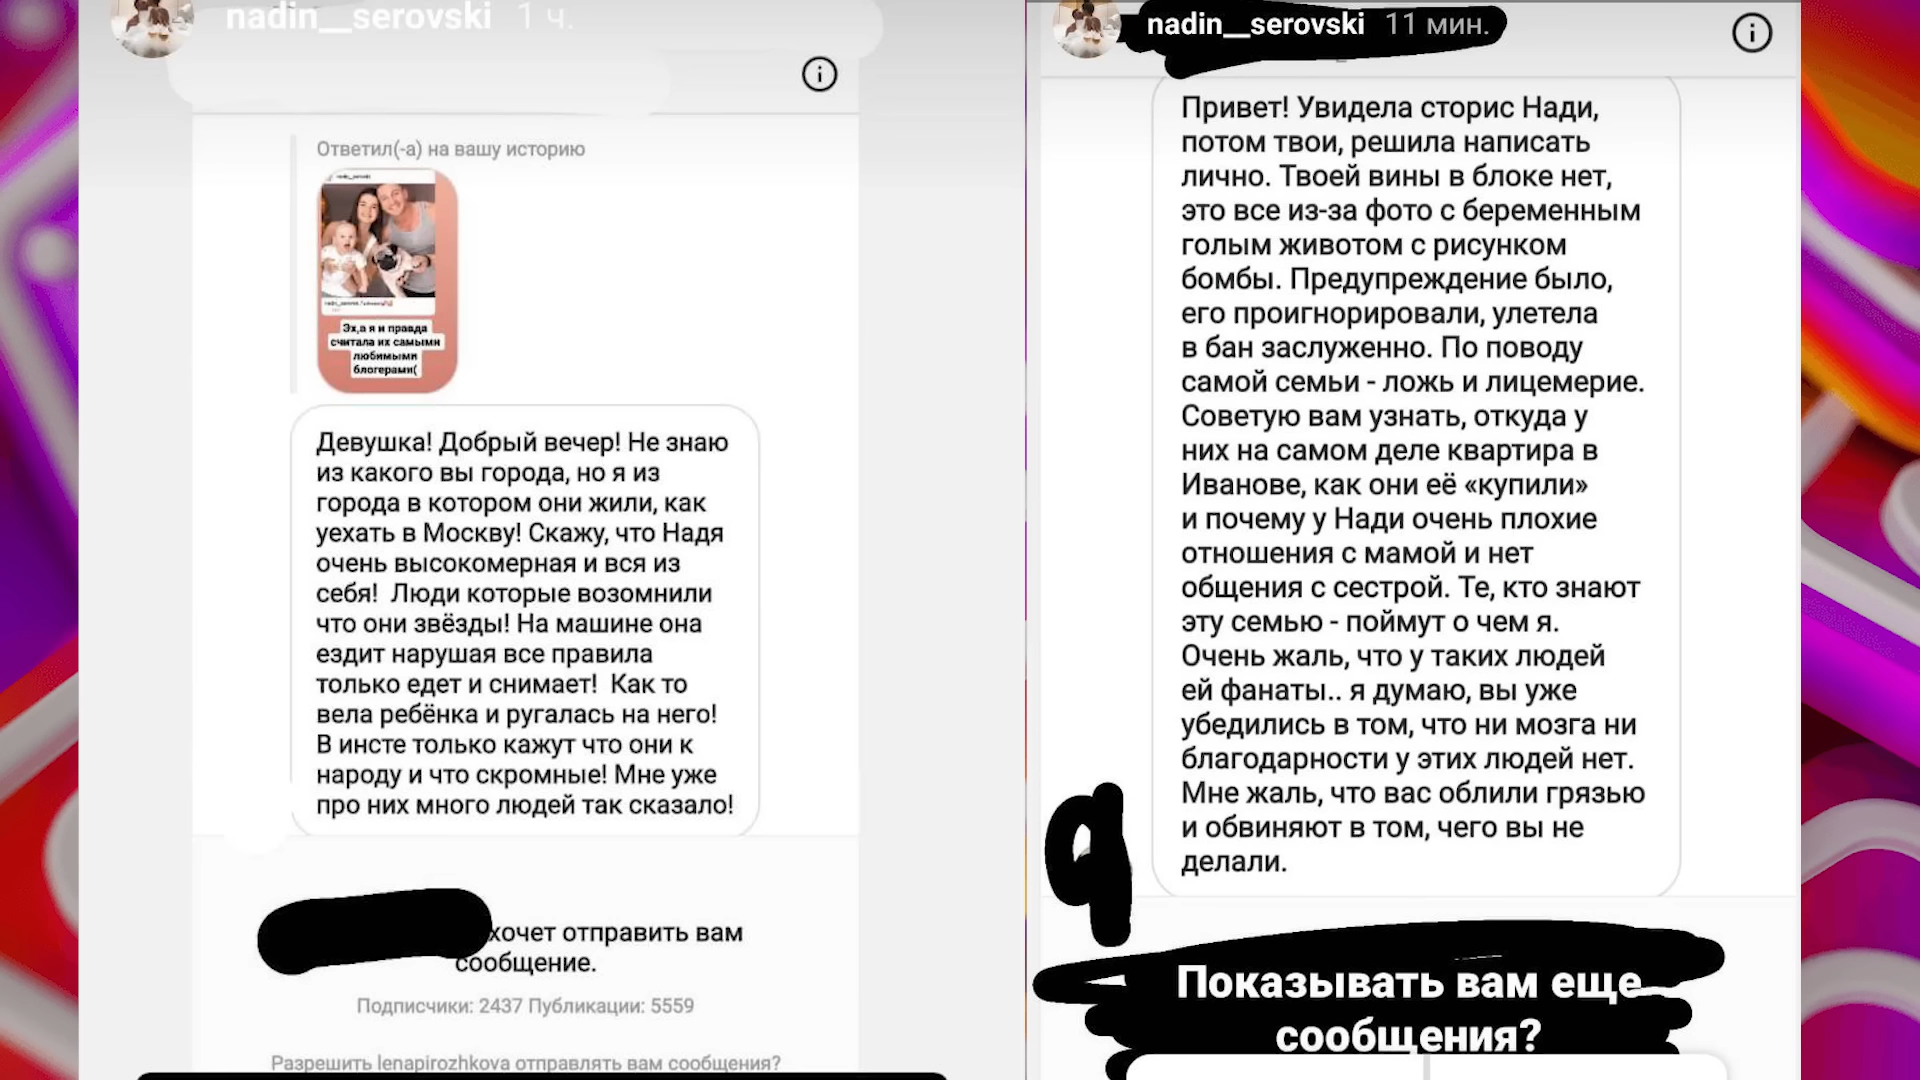 nadin__serovski 1 ч.
Ответил(-а) на вашу историю
Эх,а я и правда
считала их самыми
любимыми
блогерами(
Девушка! Добрый вечер! Не знаю
из какого вы города, но я из
города в котором они жили, как
уехать в Москву! Скажу, что Надя
очень высокомерная и вся из
себя! Люди которые возомнили
что они звёзды! На машине она
ездит нарушая все правила
только едет и снимает! Как то
вела ребёнка и ругалась на него!
В инсте только кажут что они к
народу и что скромные! Мне уже
про них много людей так сказало!
хочет отправить вам
сообщение.
Подписчики: 2437 Публикации: 5559
Разрешить lenapirozhkova отправлять вам сообщения?
nadin__serovski 11 мин.
Привет! Увидела сторис Нади,
потом твои, решила написать
лично. Твоей вины в блоке нет,
это все из-за фото с беременным
голым животом с рисунком
бомбы. Предупреждение было,
его проигнорировали, улетела
в бан заслуженно. По поводу
самой семьи - ложь и лицемерие.
Советую вам узнать, откуда у
них на самом деле квартира в
Иванове, как они её «купили»
и почему у Нади очень плохие
отношения с мамой и нет
общения с сестрой. Те, кто знают
эту семью - поймут о чем я.
Очень жаль, что у таких людей
ей фанаты.. я думаю, вы уже
убедились в том, что ни мозга ни
благодарности у этих людей нет.
Мне жаль, что вас облили грязью
и обвиняют в том, чего вы не
делали.
Показывать вам еще
сообщения?